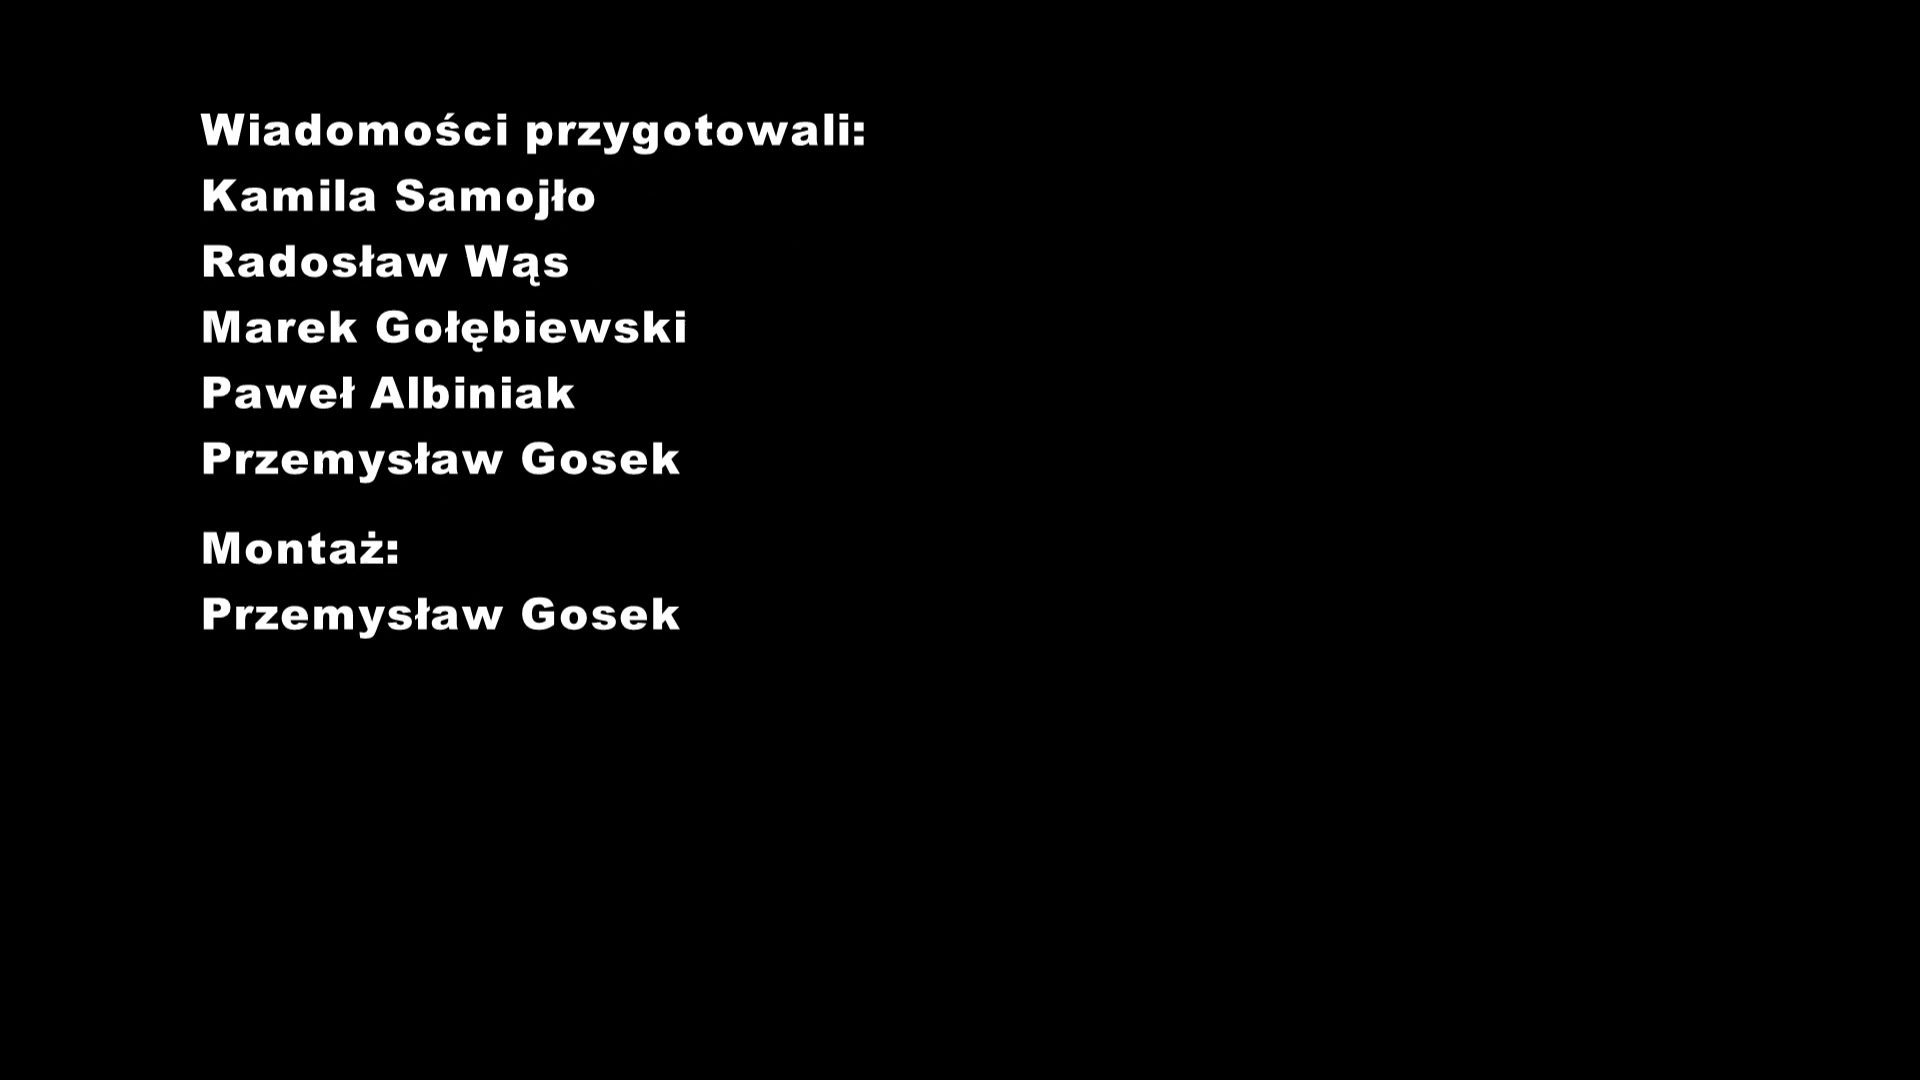 Wiadomości przygotowali:
Kamila Samojło
Radosław Wąs
Marek Gołębiewski
Paweł Albiniak
Przemysław Gosek
Montaż:
Przemysław Gosek